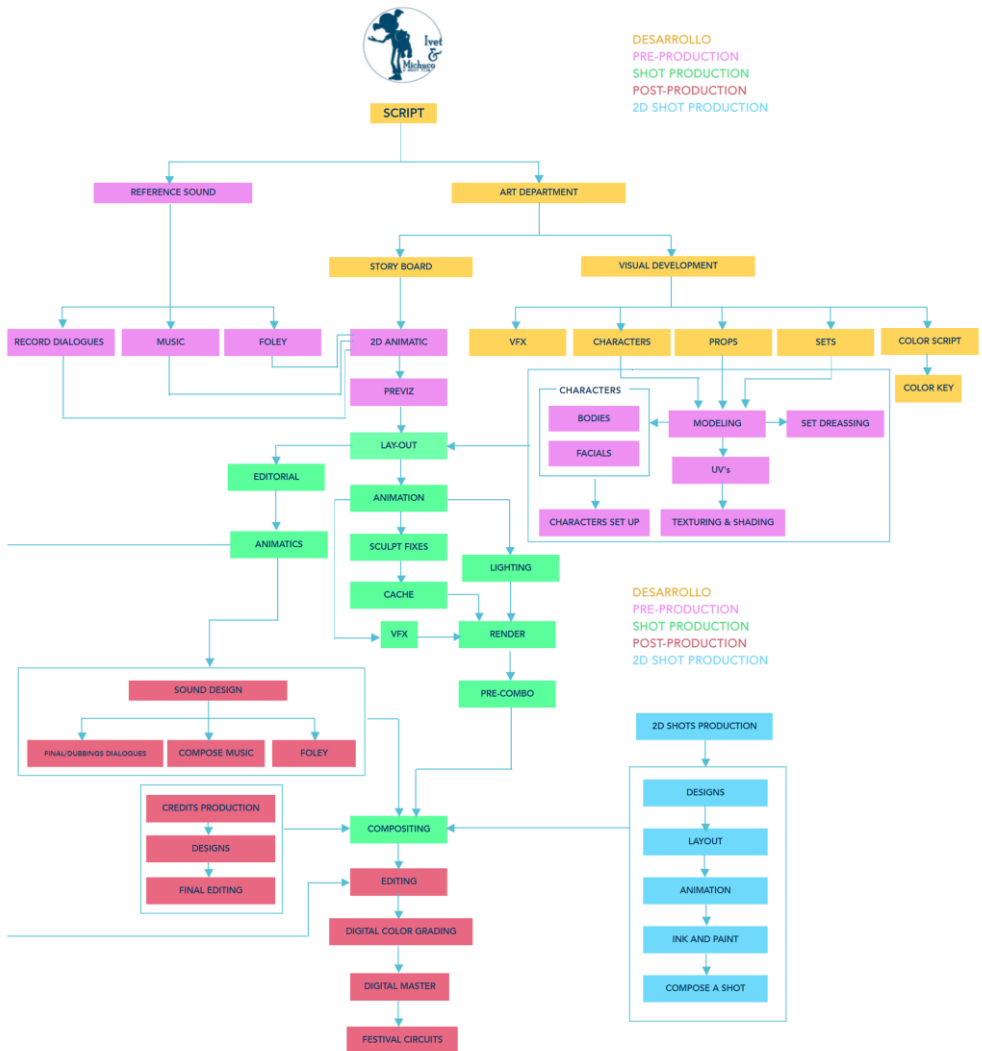 Ivet
&
Michuco
DESARROLLO
PRE-PRODUCTION
SHOT PRODUCTION
POST-PRODUCTION
2D SHOT PRODUCTION
SCRIPT
REFERENCE SOUND
ART DEPARTMENT
STORY BOARD
VISUAL DEVELOPMENT
RECORD DIALOGUES
MUSIC
FOLEY
2D ANIMATIC
VFX
CHARACTERS
PROPS
SETS
COLOR SCRIPT
PREVIZ
COLOR KEY
CHARACTERS
BODIES
FACIALS
MODELING
SET DREASSING
UV's
CHARACTERS SET UP
TEXTURING & SHADING
LAY-OUT
EDITORIAL
ANIMATION
ANIMATICS
SCULPT FIXES
LIGHTING
CACHE
VFX
RENDER
PRE-COMBO
DESARROLLO
PRE-PRODUCTION
SHOT PRODUCTION
POST-PRODUCTION
2D SHOT PRODUCTION
SOUND DESIGN
FINAL/DUBBINGS DIALOGUES
COMPOSE MUSIC
FOLEY
2D SHOTS PRODUCTION
DESIGNS
LAYOUT
ANIMATION
INK AND PAINT
COMPOSE A SHOT
CREDITS PRODUCTION
DESIGNS
FINAL EDITING
COMPOSITING
EDITING
DIGITAL COLOR GRADING
DIGITAL MASTER
FESTIVAL CIRCUITS